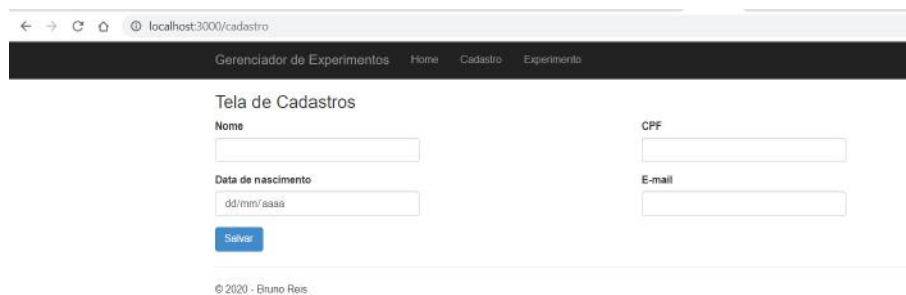 localhost:3000/cadastro
Gerenciador de Experimentos Home Cadastro Experimento
Tela de Cadastros
Nome CPF
Data de nascimento E-mail
dd/mm/aaaa
Salvar
© 2020 - Bruno Reis